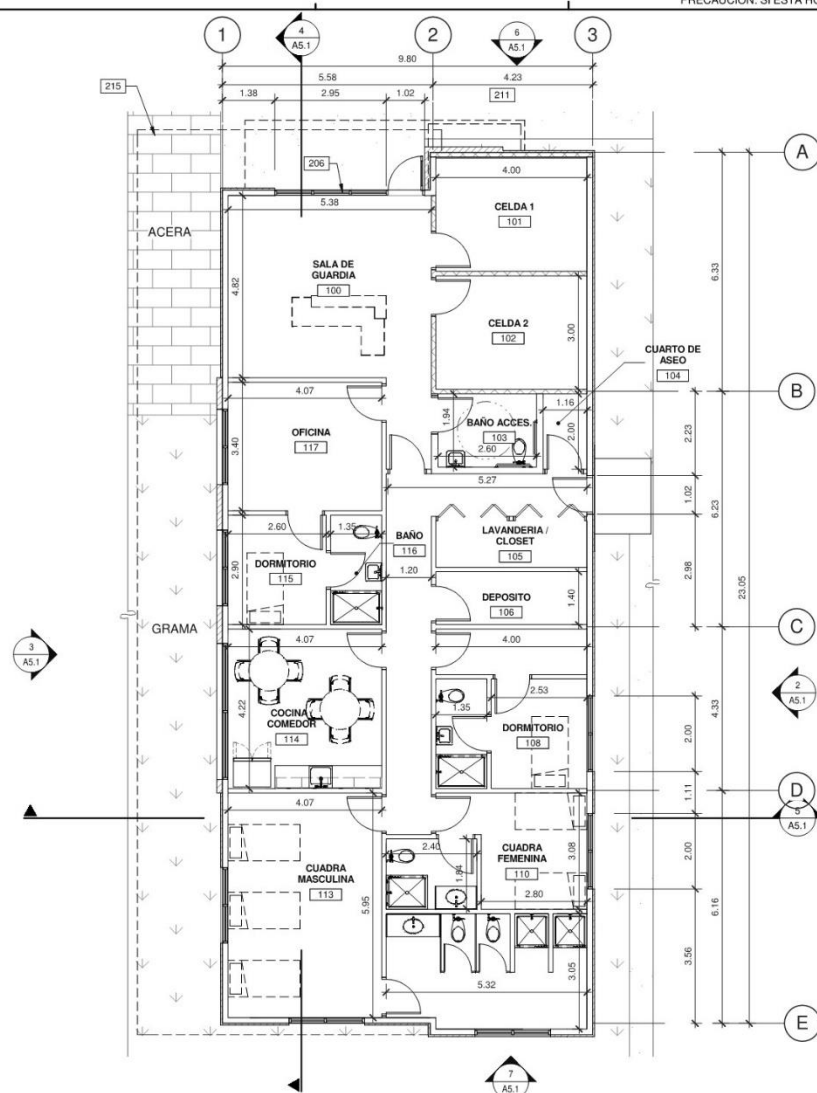 PRECAUCION: SI ESTA HO
1
2
3
4
A5.1
6
A5.1
9.80
5.58
4.23
1.38
2.95
1.02
211
215
206
A
4.00
5.38
CELDA 1
101
ACERA
SALA DE
GUARDIA
100
4.82
6.33
CELDA 2
102
3.00
CUARTO DE
ASEO
104
B
4.07
1.16
1.94
BAÑO ACCES.
103
2.60
2.00
2.23
OFICINA
117
3.40
5.27
1.02
6.23
LAVANDERIA /
CLOSET
105
2.60
1.35
BAÑO
116
1.20
DORMITORIO
115
2.90
2.98
23.05
DEPOSITO
106
1.40
GRAMA
C
4.07
4.00
3
A5.1
2
A5.1
2.53
1.35
4.22
COCINA
COMEDOR
114
DORMITORIO
108
2.00
4.33
D
4.07
1.11
5
A5.1
2.40
1.84
CUADRA
FEMENINA
110
3.08
2.80
2.00
CUADRA
MASCULINA
113
5.95
6.16
3.56
5.32
3.05
E
7
A5.1